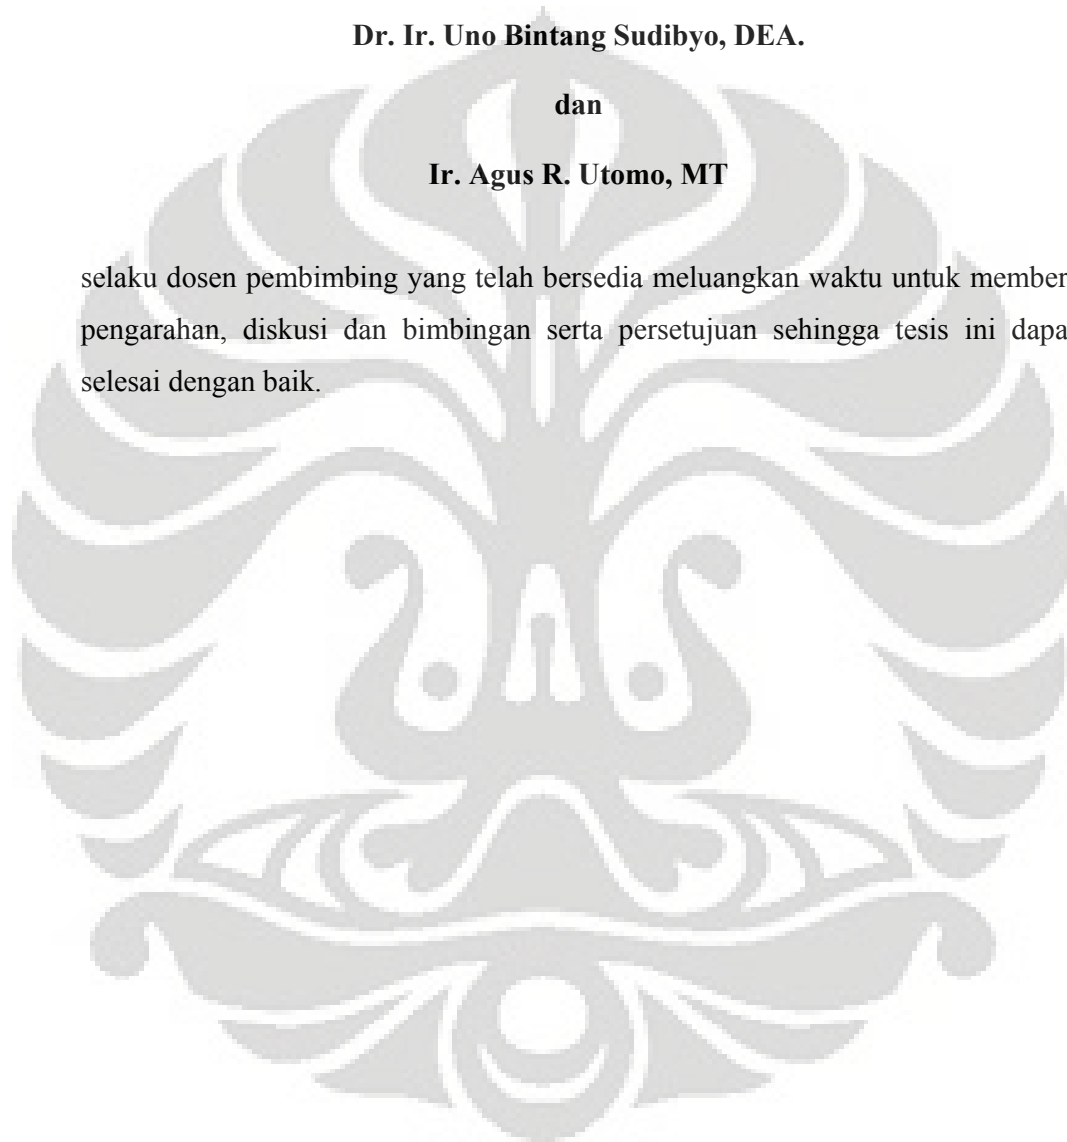 Dr. Ir. Uno Bintang Sudibyo, DEA.
dan
Ir. Agus R. Utomo, MT
selaku dosen pembimbing yang telah bersedia meluangkan waktu untuk member
pengarahan, diskusi dan bimbingan serta persetujuan sehingga tesis ini dapa
selesai dengan baik.